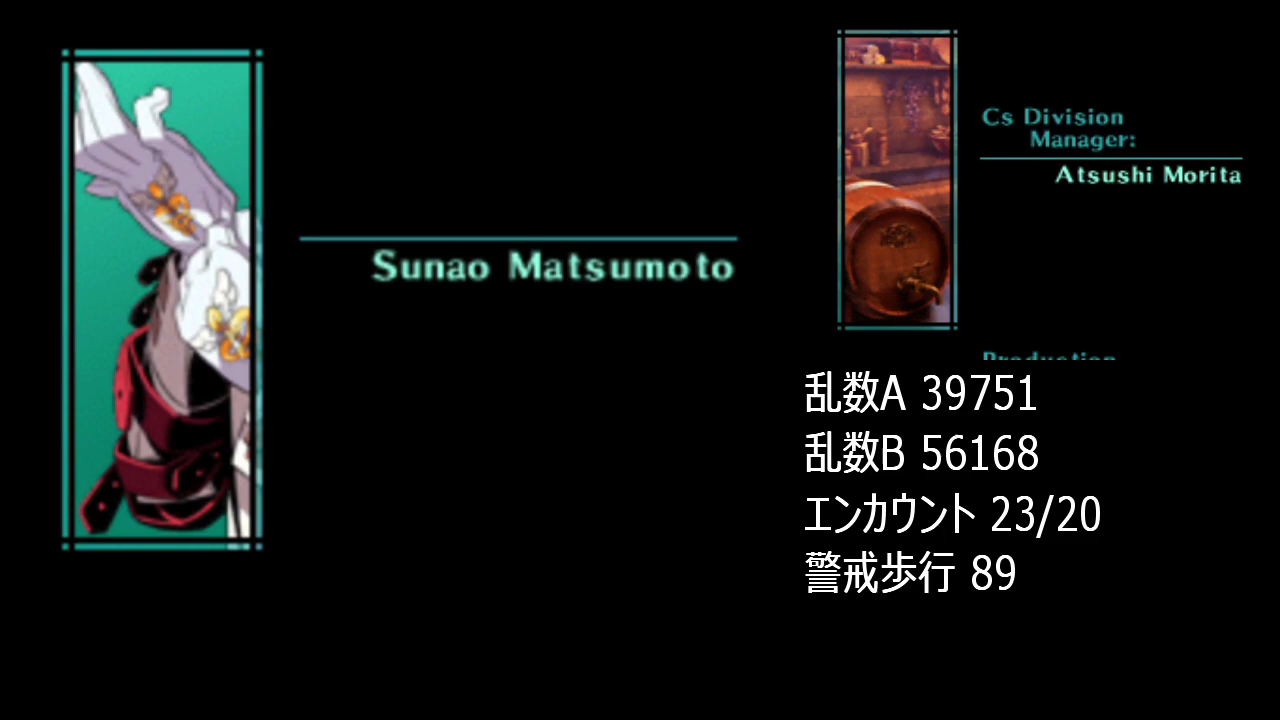 Sunao Matsumoto
Cs Division
Manager:
Atsushi Morita
Production
乱数A 39751
乱数B 56168
エンカウント 23/20
警戒歩行 89